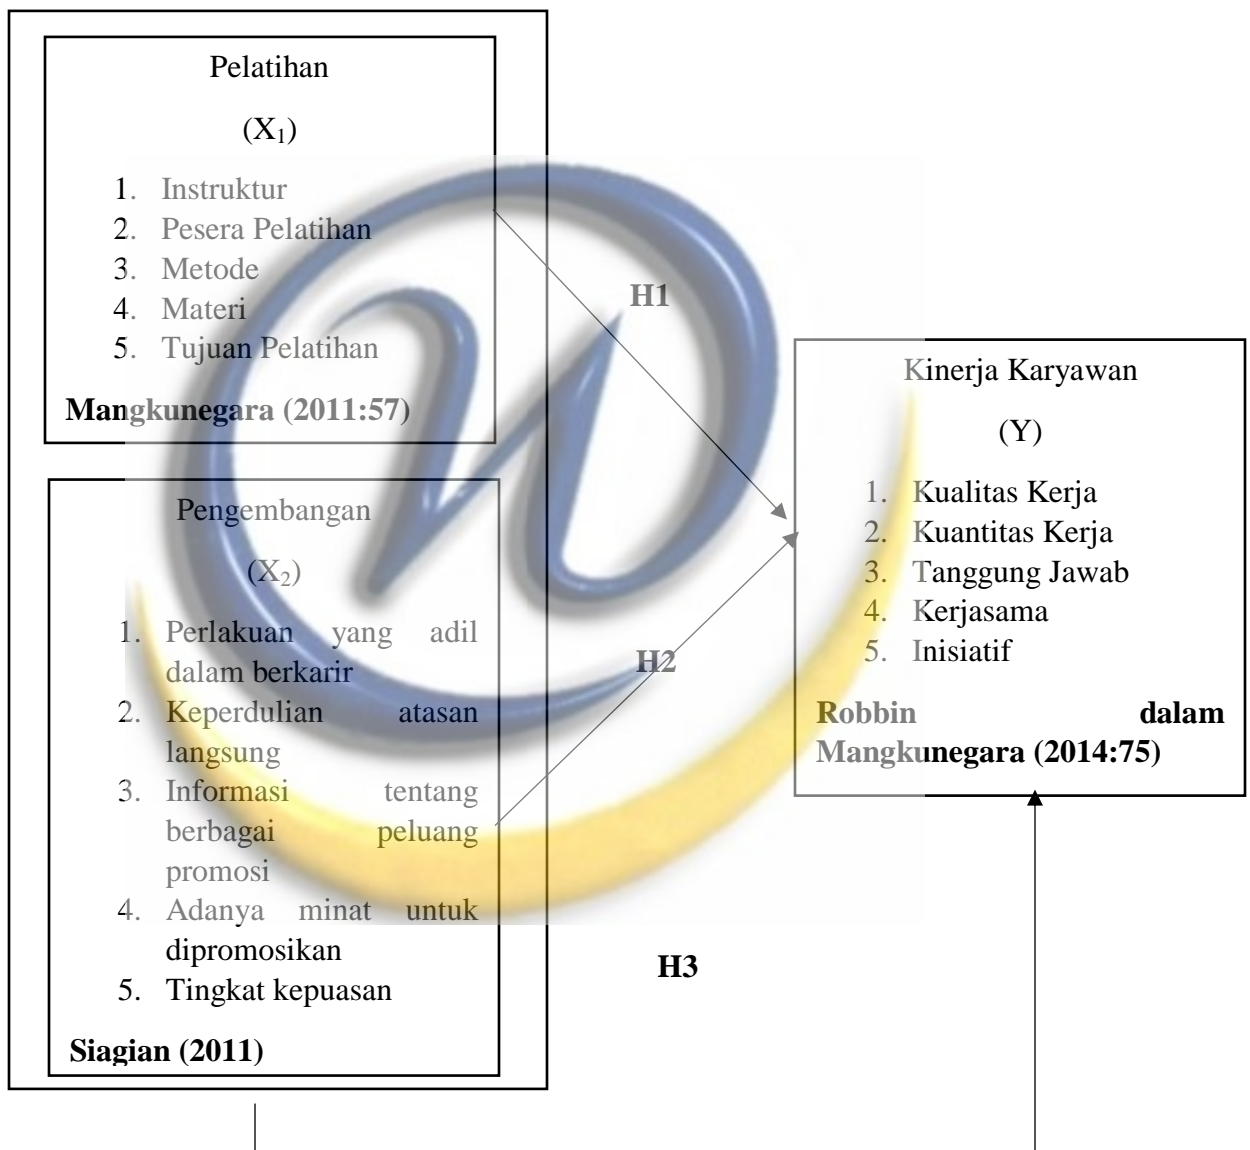 Pelatihan
(X₁)
1. Instruktur
2. Pesera Pelatihan
3. Metode
4. Materi
5. Tujuan Pelatihan
Mangkunegara (2011:57)
Pengembangan
(X₂)
1. Perlakuan yang adil
dalam berkarir
2. Keperdulian atasan
langsung
3. Informasi tentang
berbagai peluang
promosi
4. Adanya minat untuk
dipromosikan
5. Tingkat kepuasan
Siagian (2011)
H1
H2
H3
Kinerja Karyawan
(Y)
1. Kualitas Kerja
2. Kuantitas Kerja
3. Tanggung Jawab
4. Kerjasama
5. Inisiatif
Robbin dalam
Mangkunegara (2014:75)